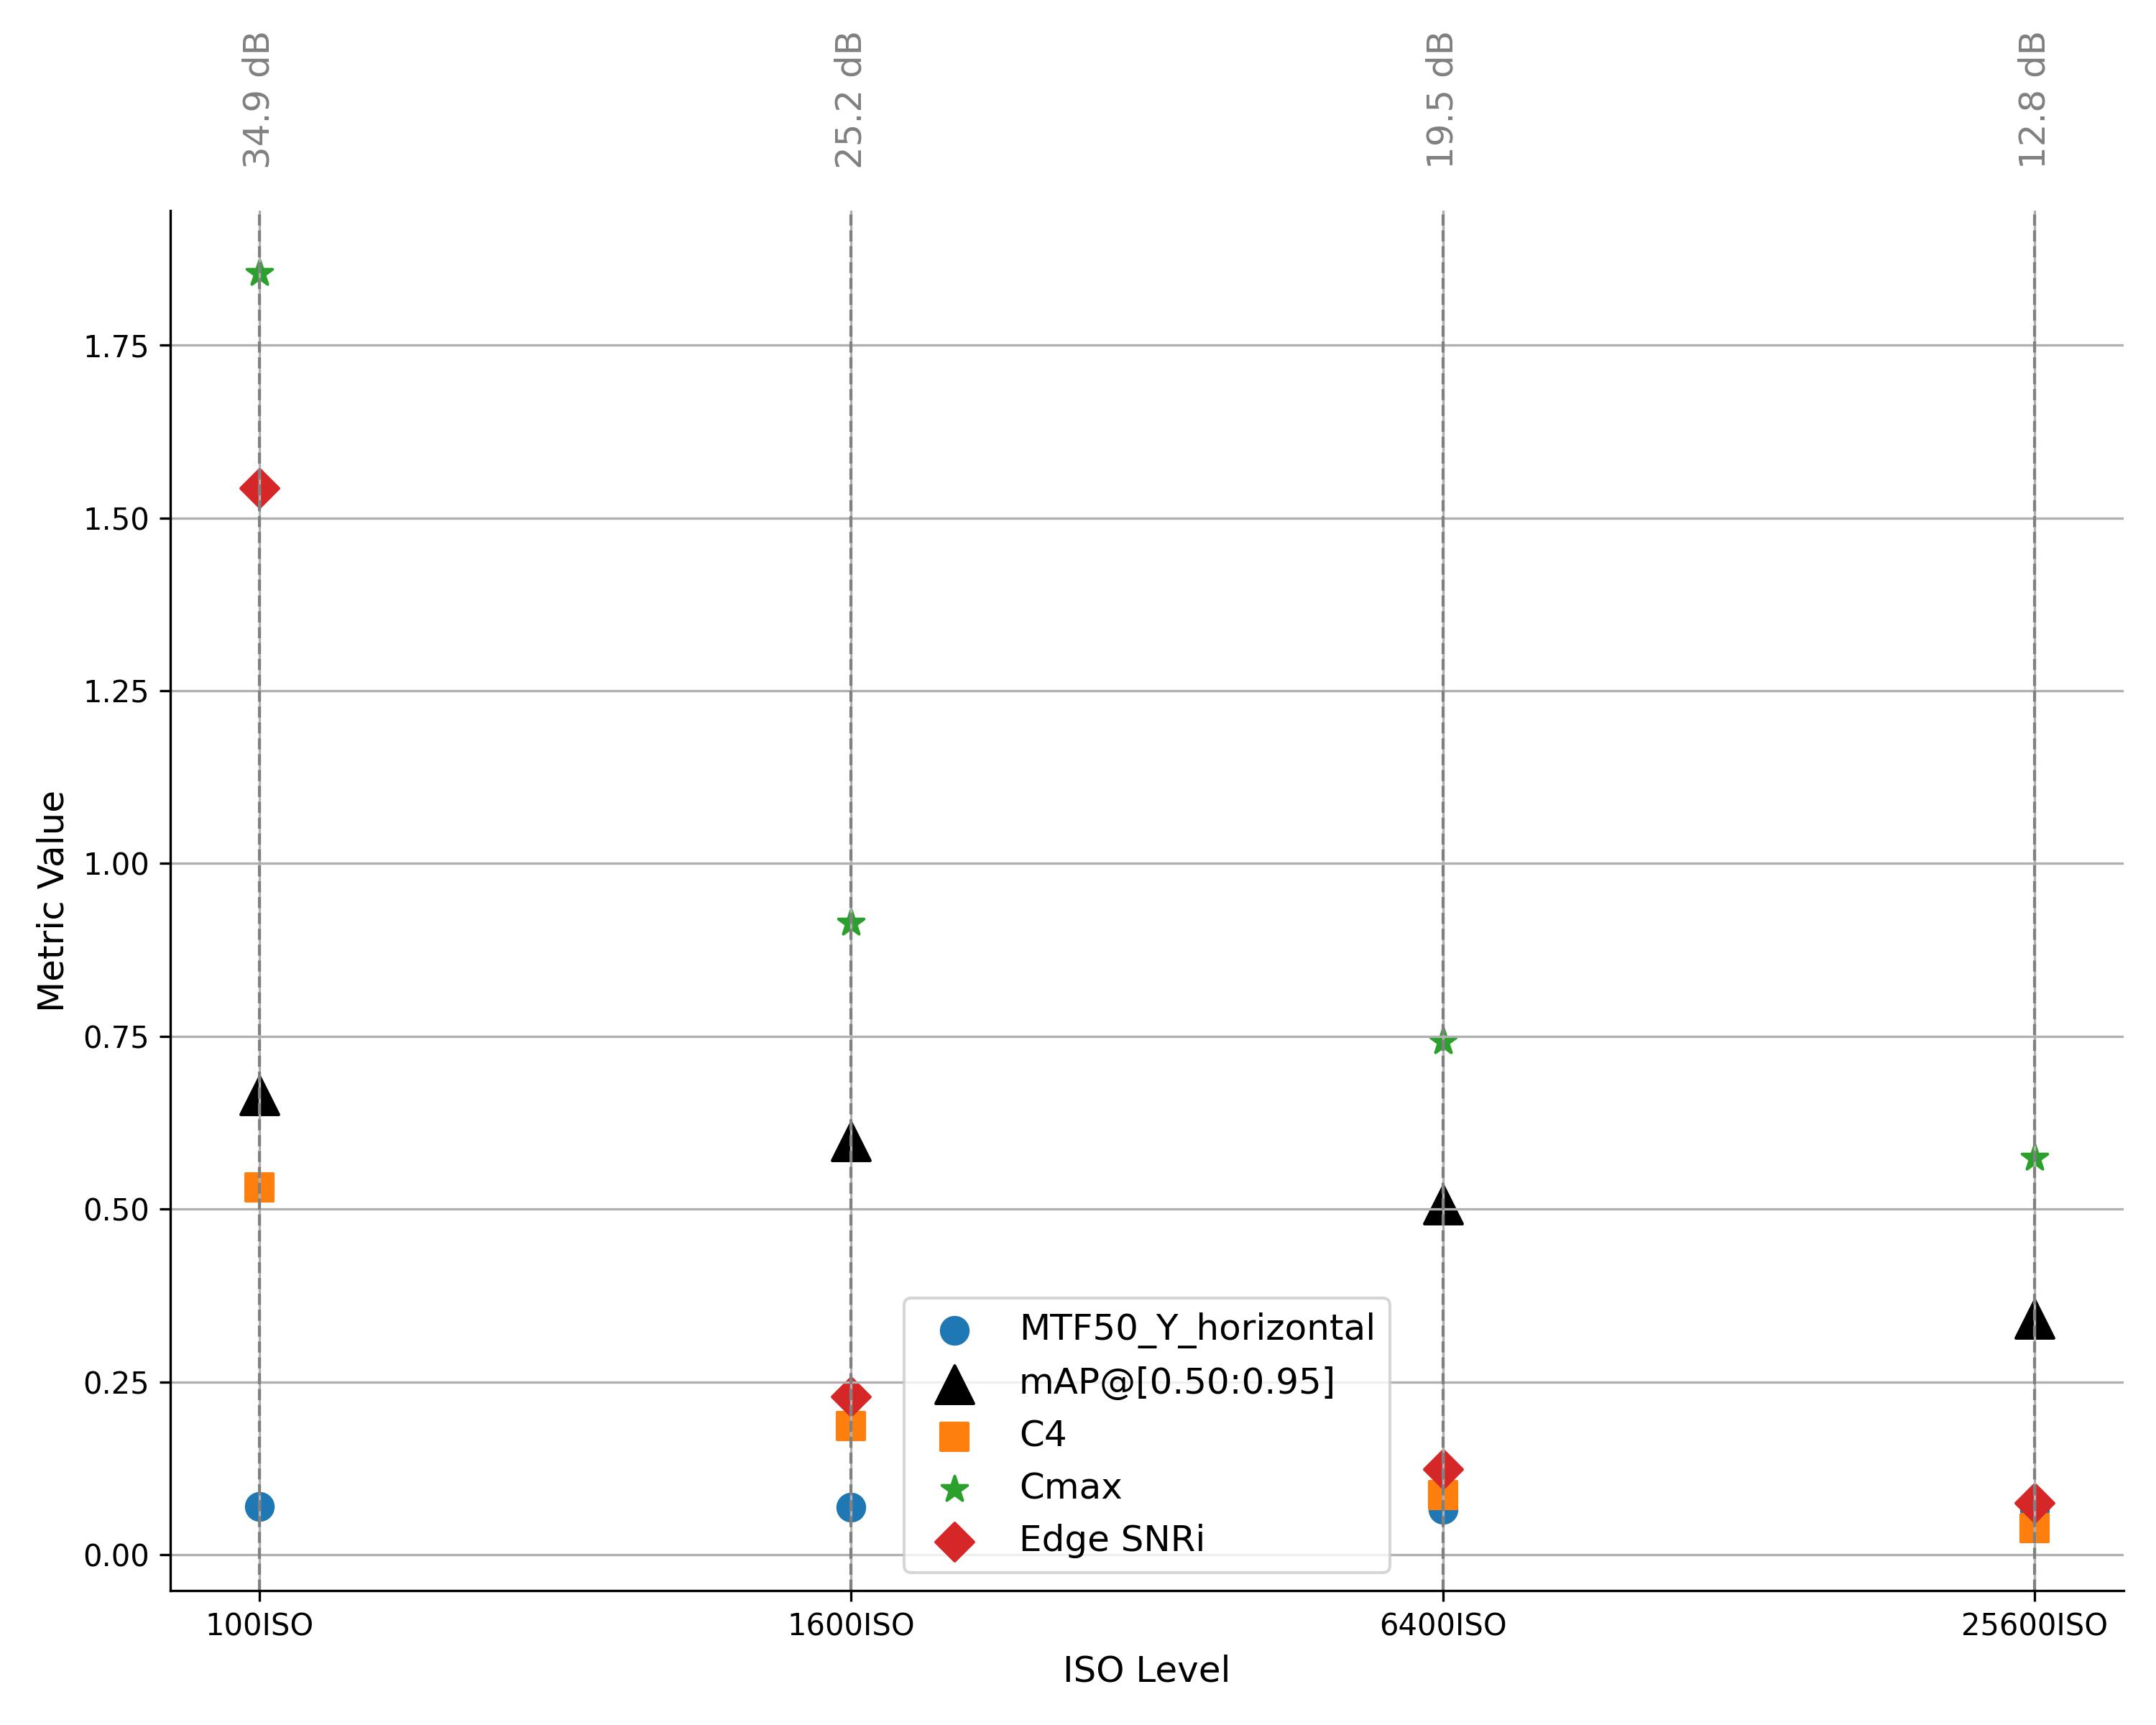 34.9 dB
25.2 dB
19.5 dB
12.8 dB
1.75
1.50
1.25
1.00
0.75
0.50
0.25
0.00
Metric Value
MTF50_Y_horizontal
mAP@[0.50:0.95]
C4
Cmax
Edge SNRi
100ISO
1600ISO
6400ISO
25600ISO
ISO Level